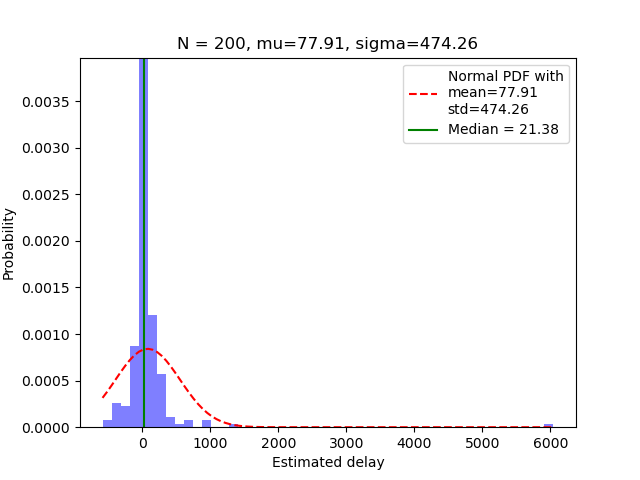 N = 200, mu=77.91, sigma=474.26
Normal PDF with
mean=77.91
std=474.26
Median = 21.38
Probability
0.0035
0.0030
0.0025
0.0020
0.0015
0.0010
0.0005
0.0000
0 1000 2000 3000 4000 5000 6000
Estimated delay